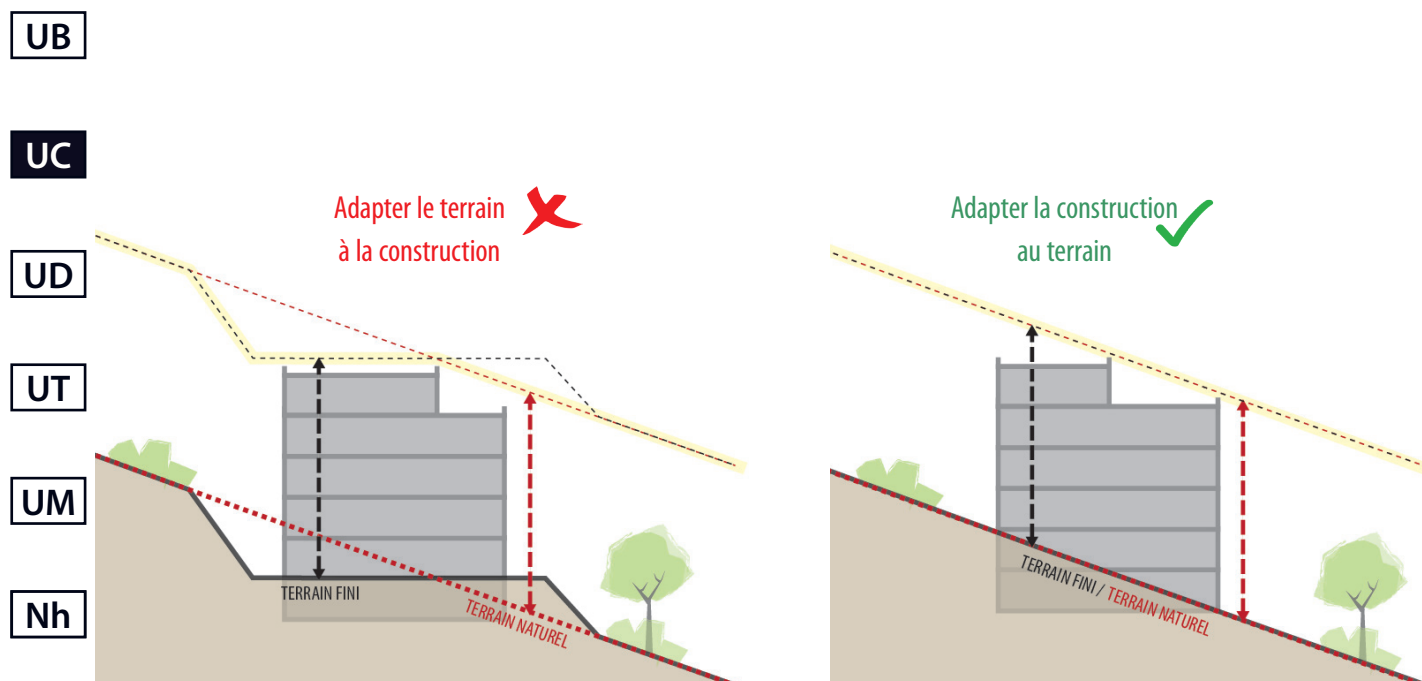 UB
UC
UD
UT
UM
Nh
Adapter le terrain
à la construction
TERRAIN FINI
TERRAIN NATUREL
Adapter la construction
au terrain
TERRAIN FINI / TERRAIN NATUREL